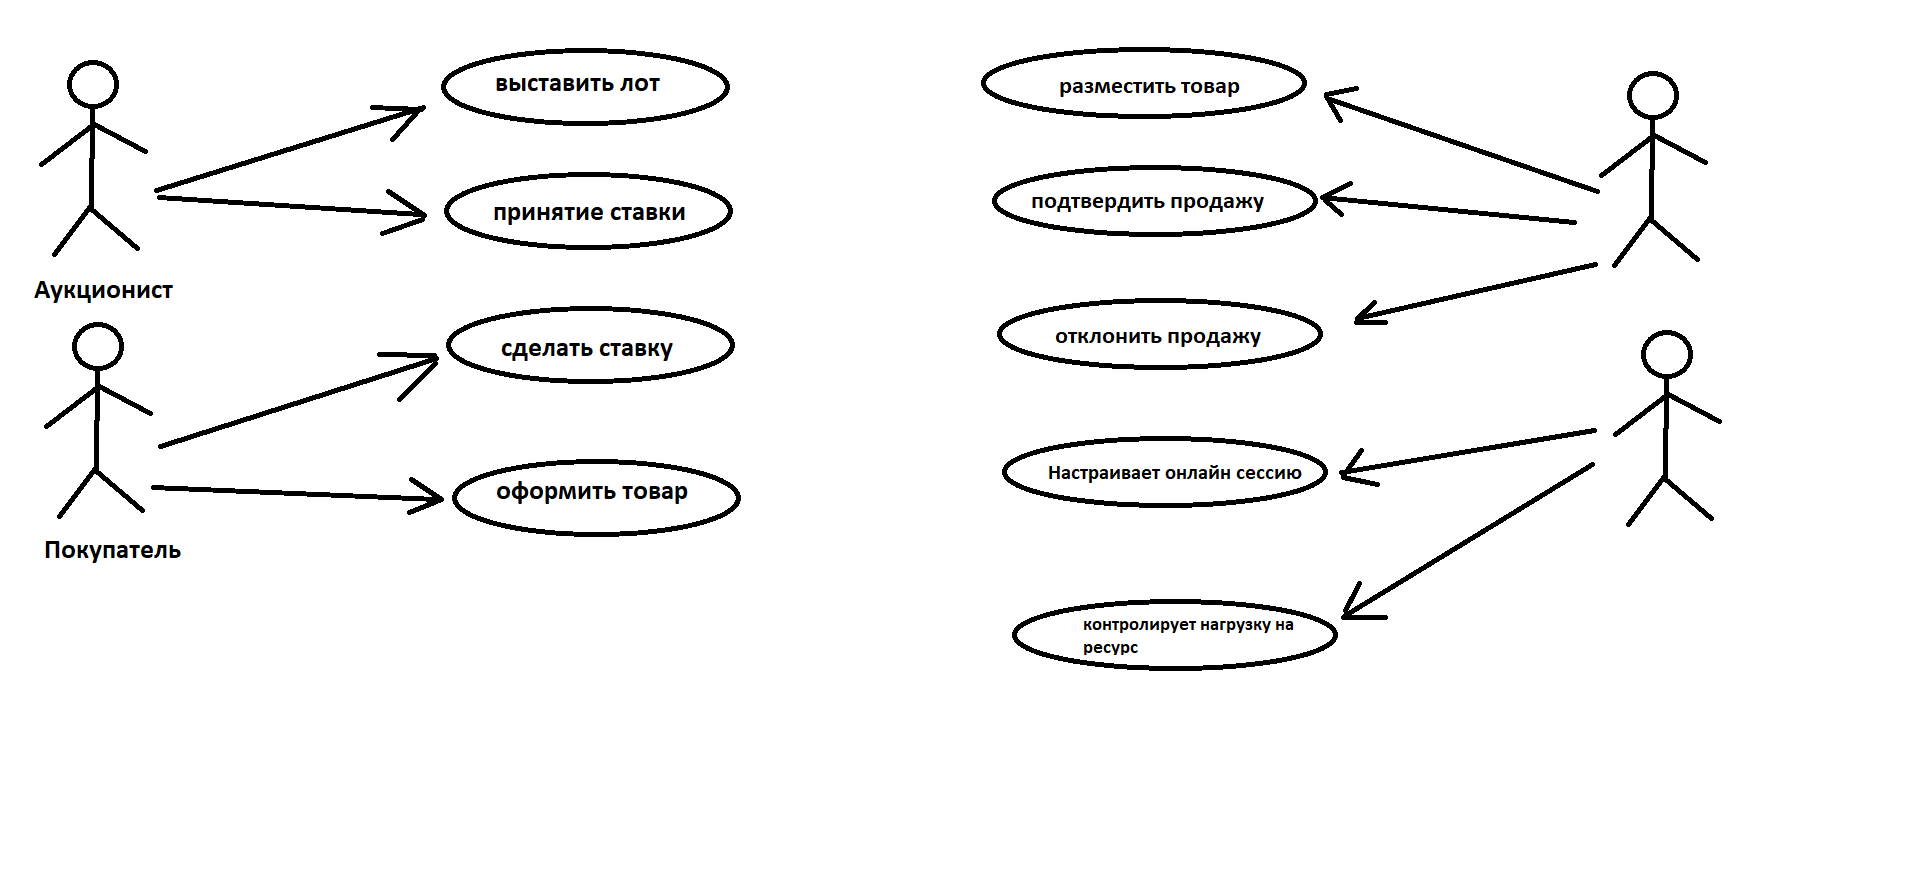 выставить лот
принятие ставки
Аукционист
сделать ставку
оформить товар
Покупатель
разместить товар
подтвердить продажу
отклонить продажу
Настраивает онлайн сессию
контролирует нагрузку на
ресурс